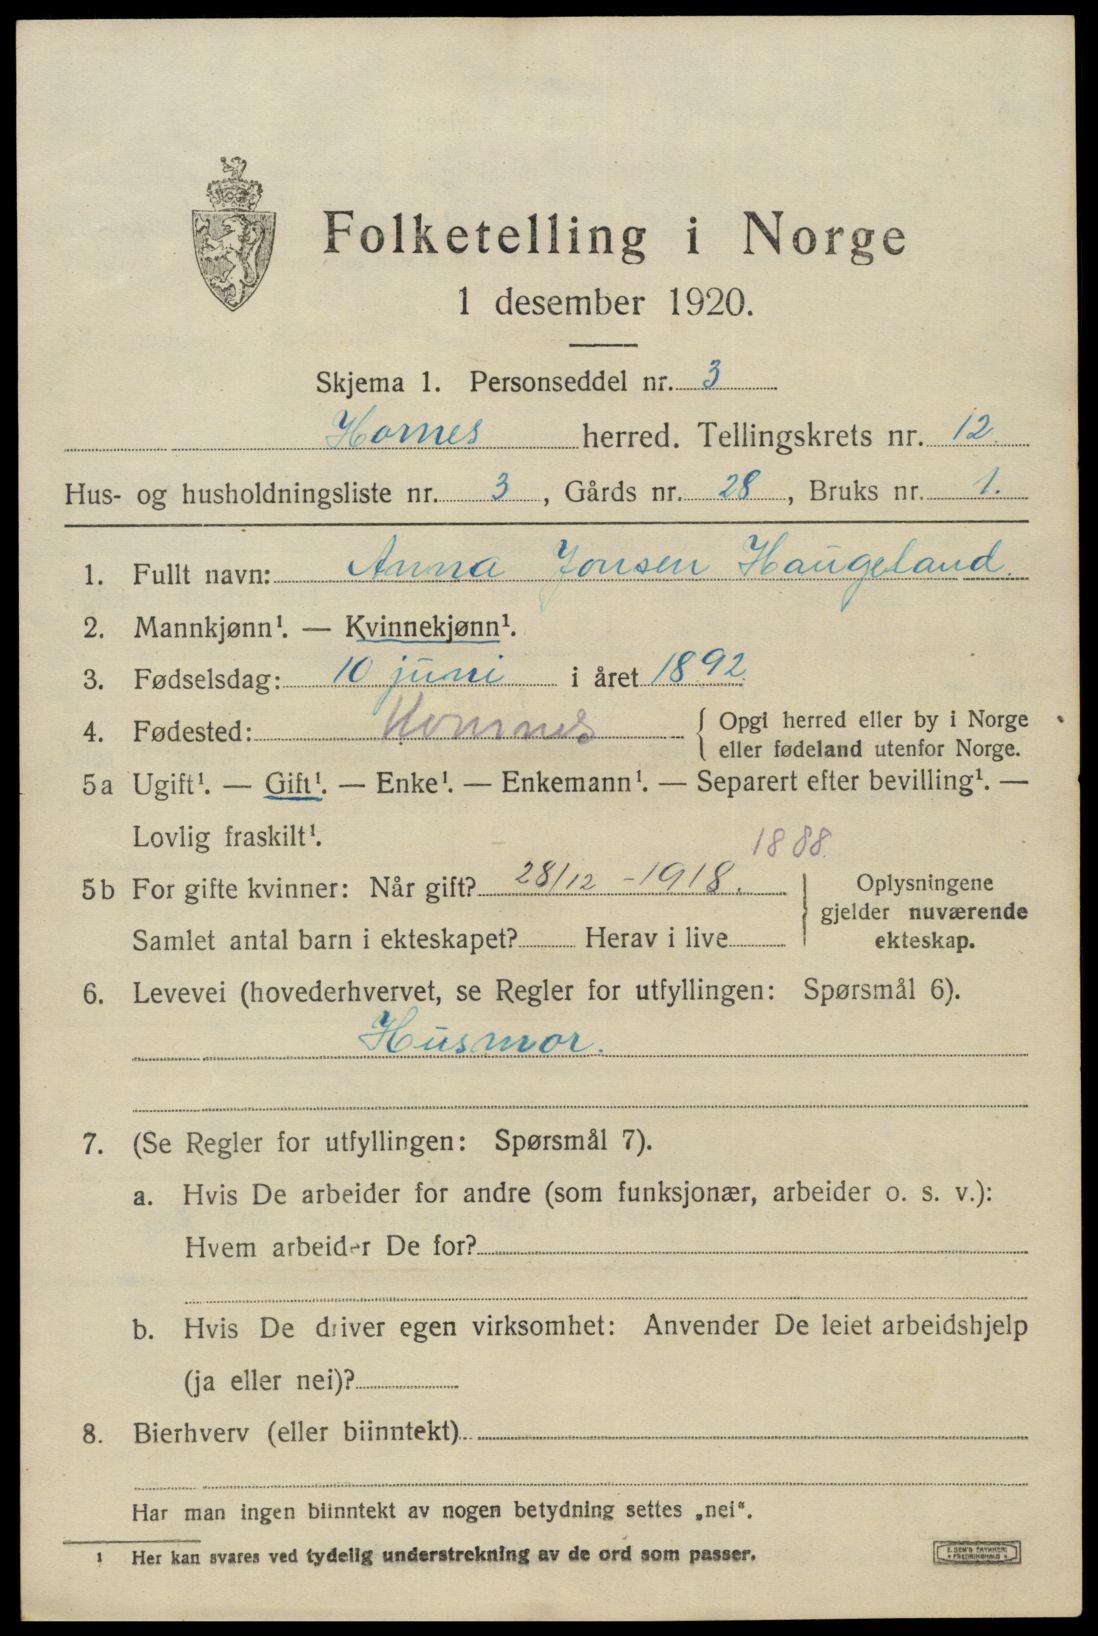 Folketelling i Norge
1 desember 1920.
Skjema 1. Personseddel nr. 3
Hornes herred. Tellingskrets nr. 12.
Hus- og husholdningsliste nr. 3, Gårds nr. 28, Bruks nr. 1.
1. Fullt navn: Anna Jonsen Haugeland.
2. Mannkjønn¹. — Kvinnekjønn¹.
3. Fødselsdag: 10 juni i året 1892
4. Fødested: Hornnes { Opgi herred eller by i Norge
eller fødeland utenfor Norge.
5a Ugift¹. — Gift¹. — Enke¹. — Enkemann¹. — Separert efter bevilling¹. —
Lovlig fraskilt¹.
1888
5b For gifte kvinner: Når gift? 28/12 - 1918. } Oplysningene
gjelder nuværende
Samlet antal barn i ekteskapet? Herav i live ekteskap.
6. Levevei (hovederhvervet, se Regler for utfyllingen: Spørsmål 6).
Husmor.
7. (Se Regler for utfyllingen: Spørsmål 7).
a. Hvis De arbeider for andre (som funksjonær, arbeider o. s. v.):
Hvem arbeider De for?
b. Hvis De driver egen virksomhet: Anvender De leiet arbeidshjelp
(ja eller nei)?
8. Bierhverv (eller biinntekt)
Har man ingen biinntekt av nogen betydning settes „nei“.
¹ Her kan svares ved tydelig understrekning av de ord som passer.
E. SEM'S TRYKKERI
FREDRIKSHALD